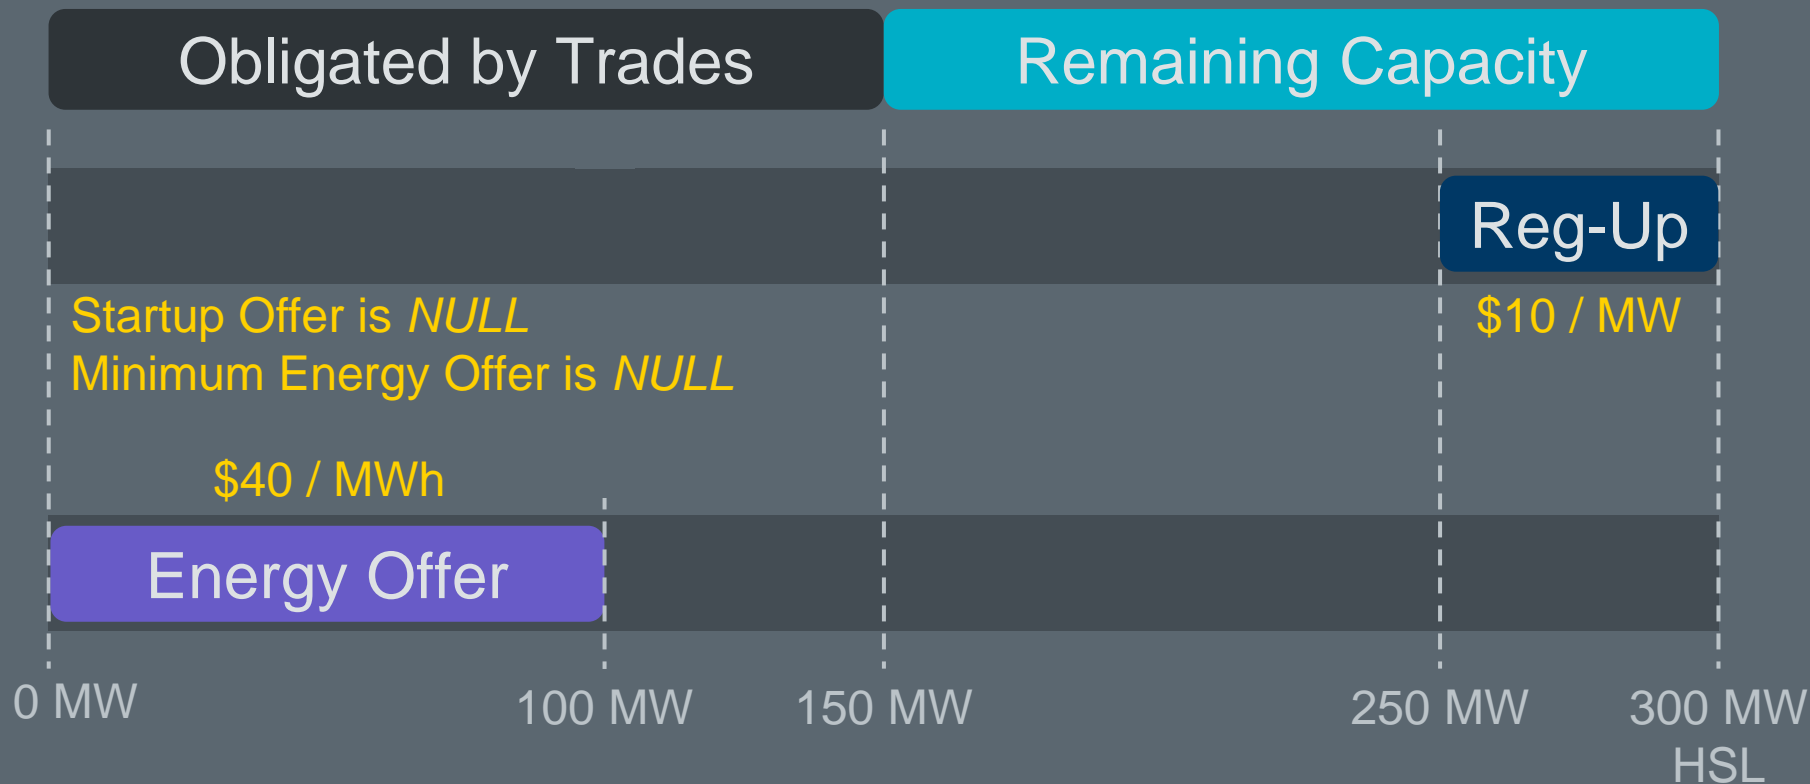 Obligated by Trades
Remaining Capacity
Reg-Up
$10 / MW
Startup Offer is NULL
Minimum Energy Offer is NULL
$40 / MWh
Energy Offer
0 MW
100 MW
150 MW
250 MW
300 MW
HSL